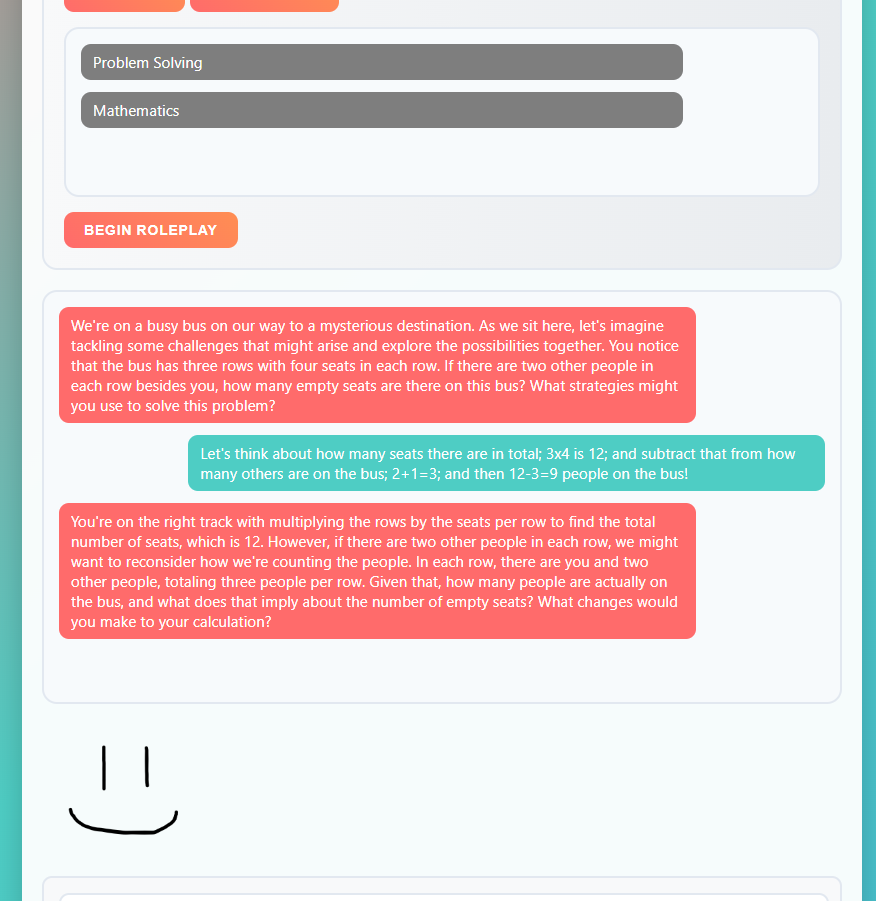 Problem Solving
Mathematics
BEGIN ROLEPLAY
We're on a busy bus on our way to a mysterious destination. As we sit here, let's imagine
tackling some challenges that might arise and explore the possibilities together. You notice
that the bus has three rows with four seats in each row. If there are two other people in
each row besides you, how many empty seats are there on this bus? What strategies might
you use to solve this problem?
Let's think about how many seats there are in total; 3x4 is 12; and subtract that from how
many others are on the bus; 2+1=3; and then 12-3=9 people on the bus!
You're on the right track with multiplying the rows by the seats per row to find the total
number of seats, which is 12. However, if there are two other people in each row, we might
want to reconsider how we're counting the people. In each row, there are you and two
other people, totaling three people per row. Given that, how many people are actually on
the bus, and what does that imply about the number of empty seats? What changes would
you make to your calculation?